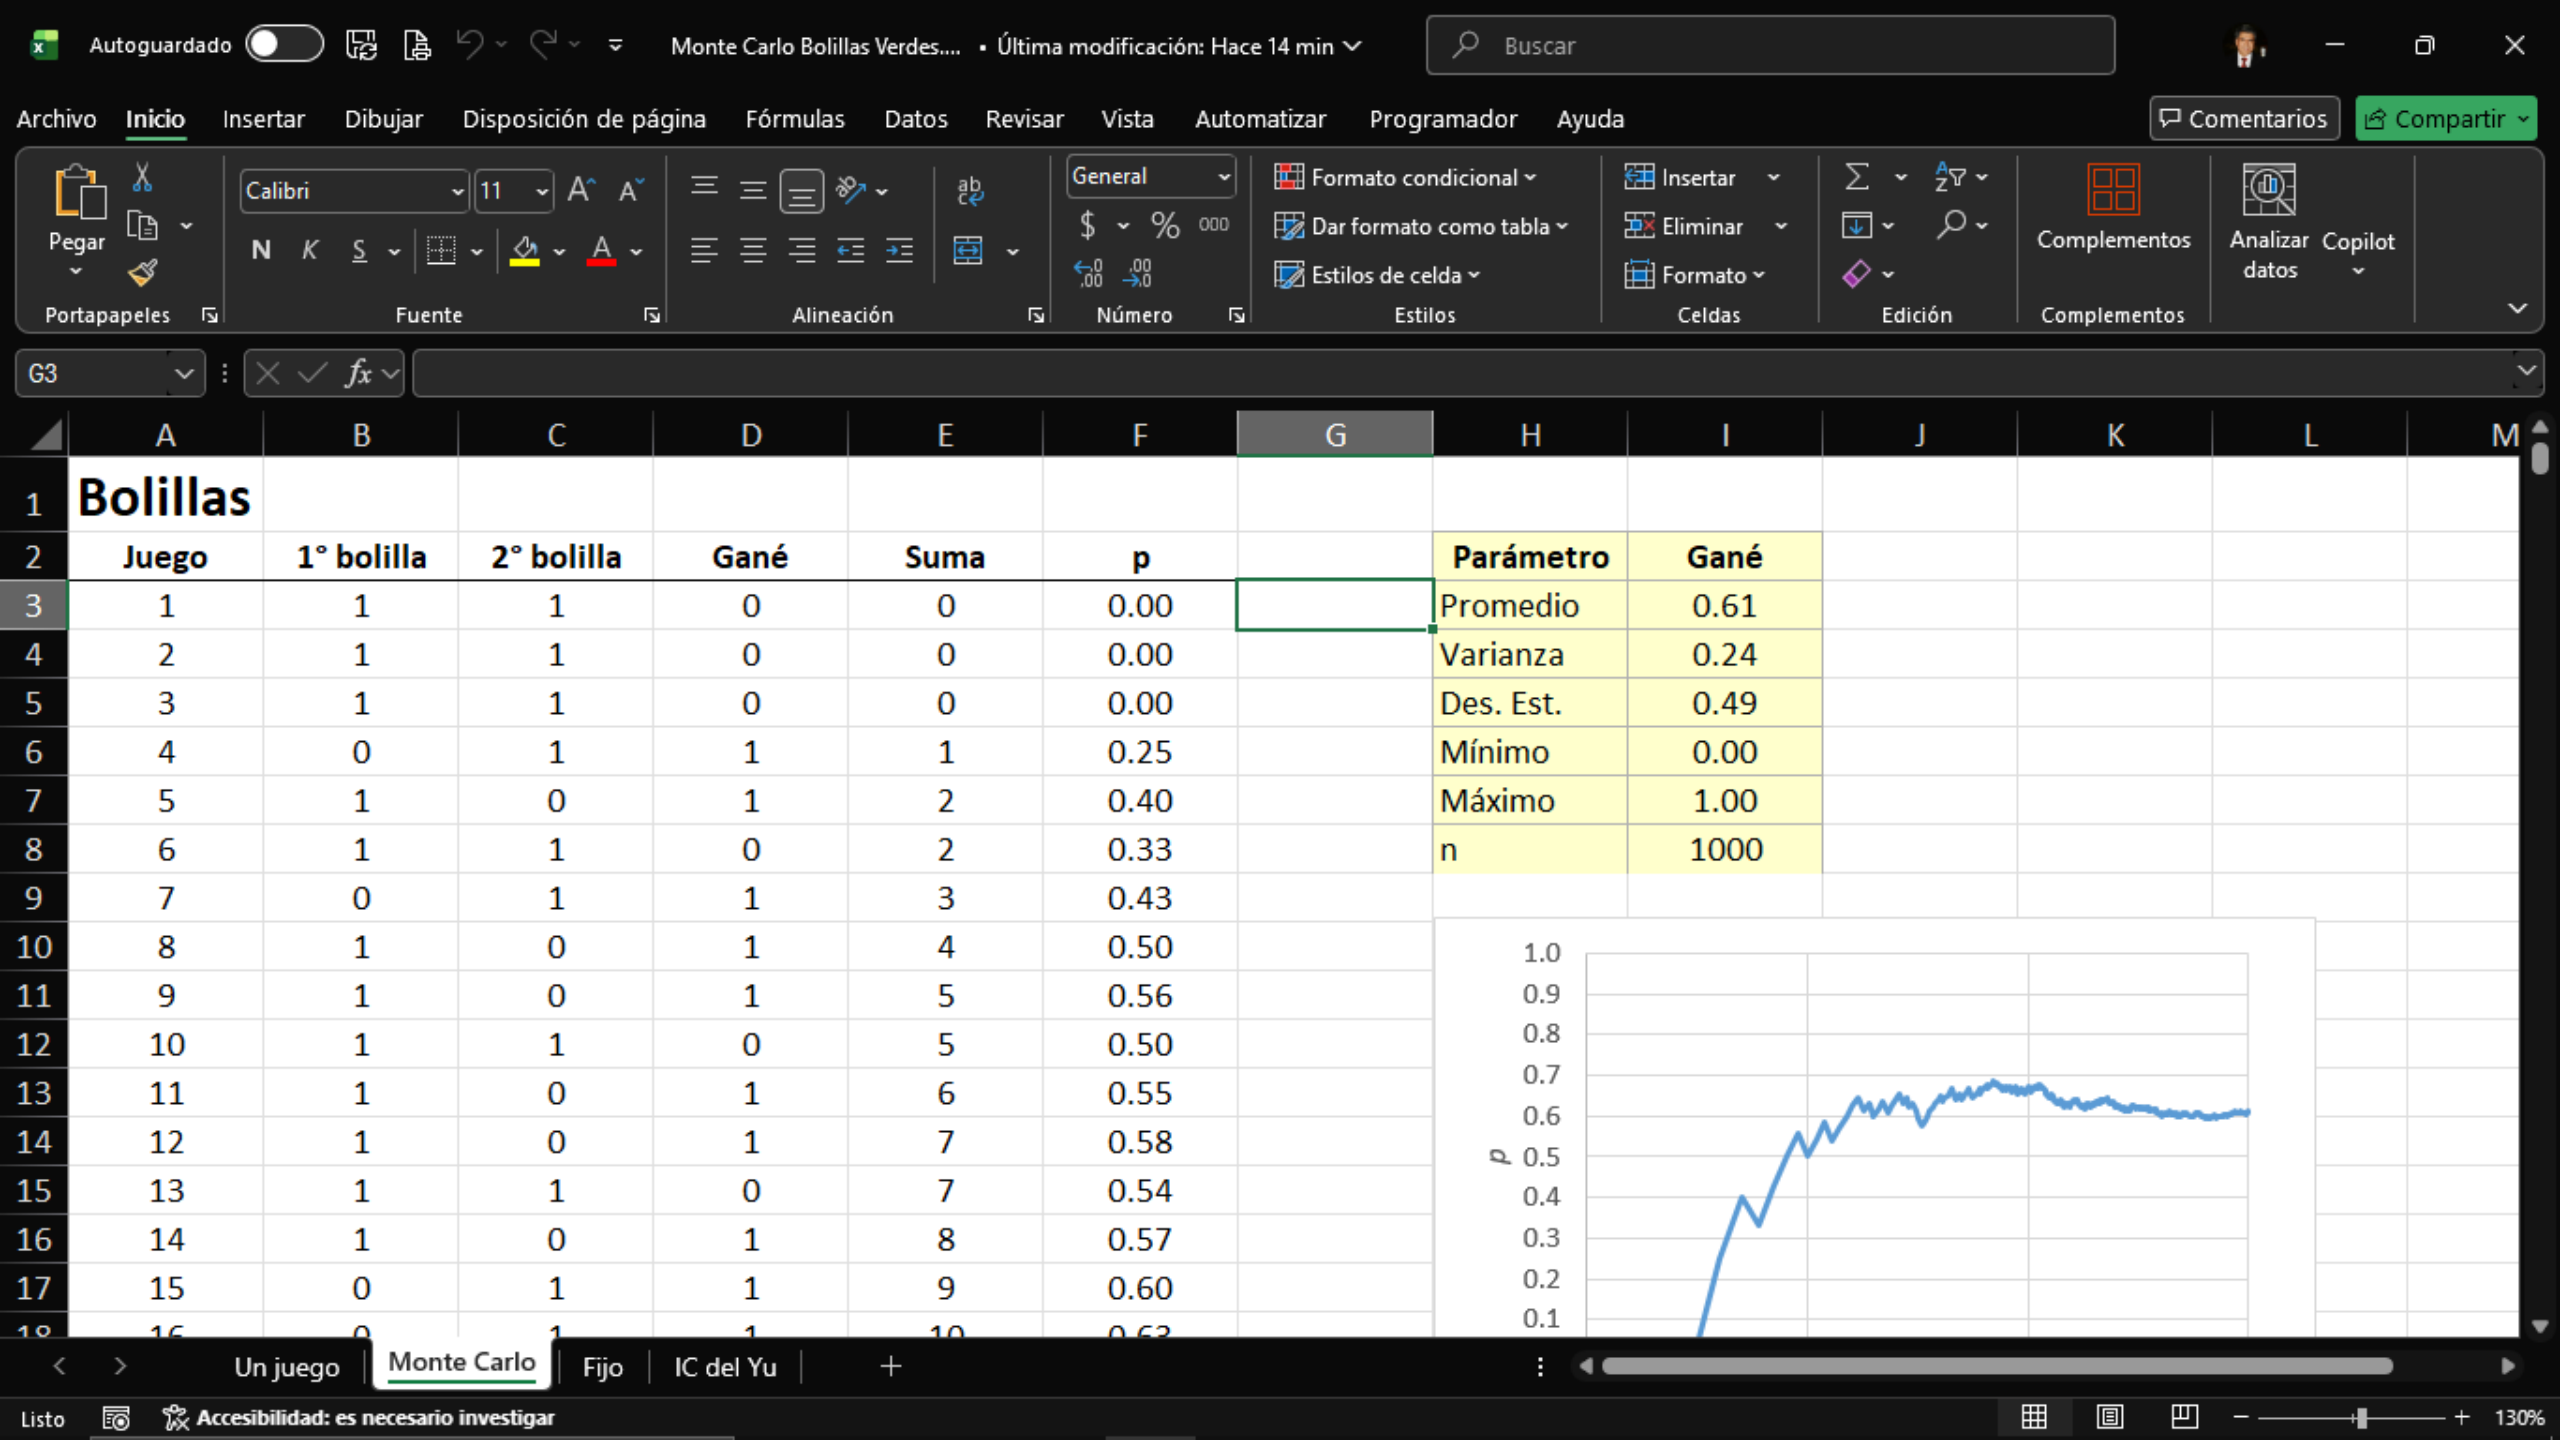 Autoguardado
Monte Carlo Bolillas Verdes.... • Última modificación: Hace 14 min
Buscar
Archivo Inicio Insertar Dibujar Disposición de página Fórmulas Datos Revisar Vista Automatizar Programador Ayuda
Comentarios Compartir
Pegar
Portapapeles
Calibri 11
N K S
Fuente
Alineación
General
$ % 000
Número
Formato condicional
Dar formato como tabla
Estilos de celda
Estilos
Insertar
Eliminar
Formato
Celdas
Edición
Complementos
Complementos
Analizar datos
Copilot
G3 fx
A B C D E F G H I J K L M
1 Bolillas
2 Juego 1° bolilla 2° bolilla Gané Suma p Parámetro Gané
3 1 1 1 0 0 0.00 Promedio 0.61
4 2 1 1 0 0 0.00 Varianza 0.24
5 3 1 1 0 0 0.00 Des. Est. 0.49
6 4 0 1 1 1 0.25 Mínimo 0.00
7 5 1 0 1 2 0.40 Máximo 1.00
8 6 1 1 0 2 0.33 n 1000
9 7 0 1 1 3 0.43
10 8 1 0 1 4 0.50
11 9 1 0 1 5 0.56
12 10 1 1 0 5 0.50
13 11 1 0 1 6 0.55
14 12 1 0 1 7 0.58
15 13 1 1 0 7 0.54
16 14 1 0 1 8 0.57
17 15 0 1 1 9 0.60
18 16 0 1 1 10 0.63
1.0
0.9
0.8
0.7
0.6
p 0.5
0.4
0.3
0.2
0.1
Un juego Monte Carlo Fijo IC del Yu
Listo Accesibilidad: es necesario investigar 130%